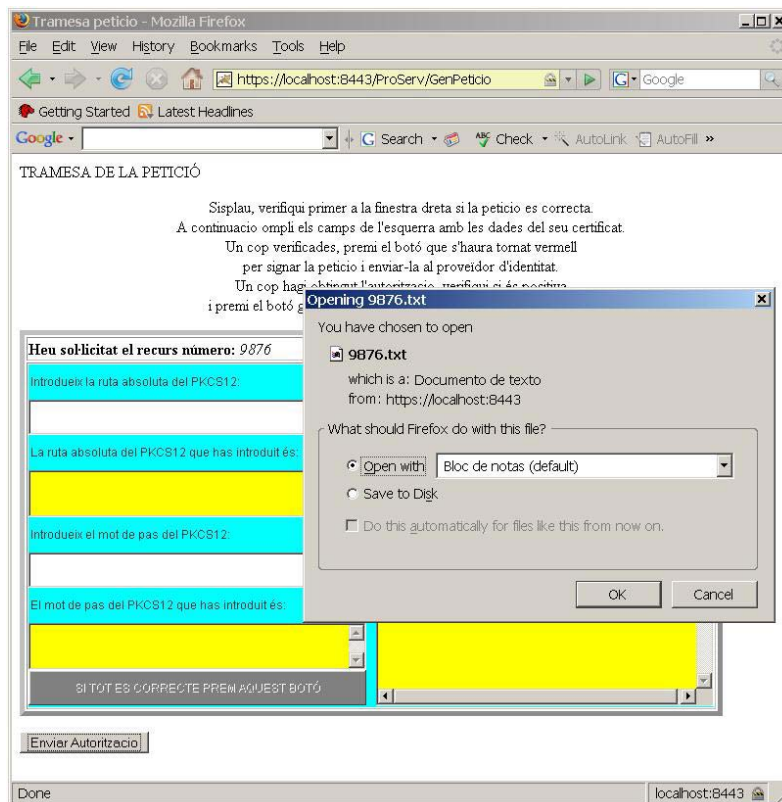 Tramesa peticio - Mozilla Firefox
File Edit View History Bookmarks Tools Help
https://localhost:8443/ProServ/GenPeticio G Google
Getting Started Latest Headlines
Google G Search ABC Check AutoLink AutoFill »
TRAMESA DE LA PETICIÓ
Sisplau, verifiqui primer a la finestra dreta si la peticio es correcta.
A continuacio ompli els camps de l'esquerra amb les dades del seu certificat.
Un cop verificades, premi el botó que s'haura tornat vermell
per signar la peticio i enviar-la al proveïdor d'identitat.
Un cop hagi obtingut l'autoritzacio, verifiqui si és positiva
i premi el botó
Opening 9876.txt
You have chosen to open
9876.txt
which is a: Documento de texto
from: https://localhost:8443
What should Firefox do with this file?
Open with Bloc de notas (default)
Save to Disk
Do this automatically for files like this from now on.
OK Cancel
Heu sol·licitat el recurs número: 9876
Introdueix la ruta absoluta del PKCS12:
La ruta absoluta del PKCS12 que has introduit és:
Introdueix el mot de pas del PKCS12:
El mot de pas del PKCS12 que has introduit és:
SI TOT ES CORRECTE PREM AQUEST BOTÓ
Enviar Autoritzacio
Done localhost:8443